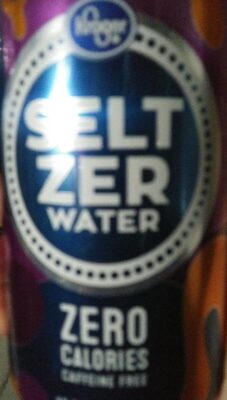 Kroger
SELT
ZER
WATER
ZERO
CALORIES
CAFFEINE FREE